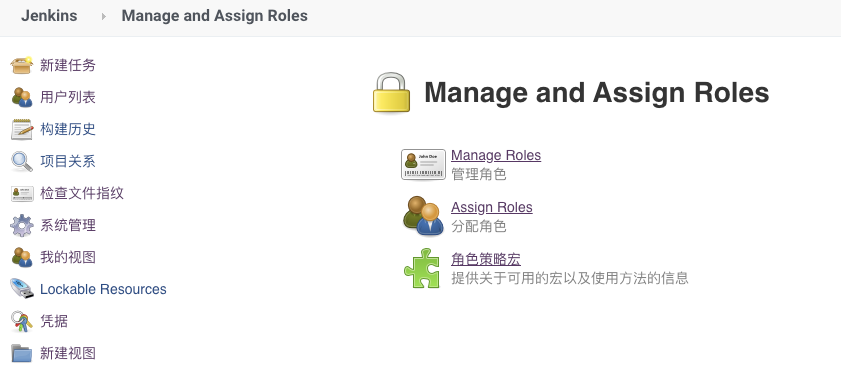 Jenkins Manage and Assign Roles
新建任务
用户列表
构建历史
项目关系
检查文件指纹
系统管理
我的视图
Lockable Resources
凭据
新建视图
Manage and Assign Roles
John Doe
Manage Roles
管理角色
Assign Roles
分配角色
角色策略宏
提供关于可用的宏以及使用方法的信息